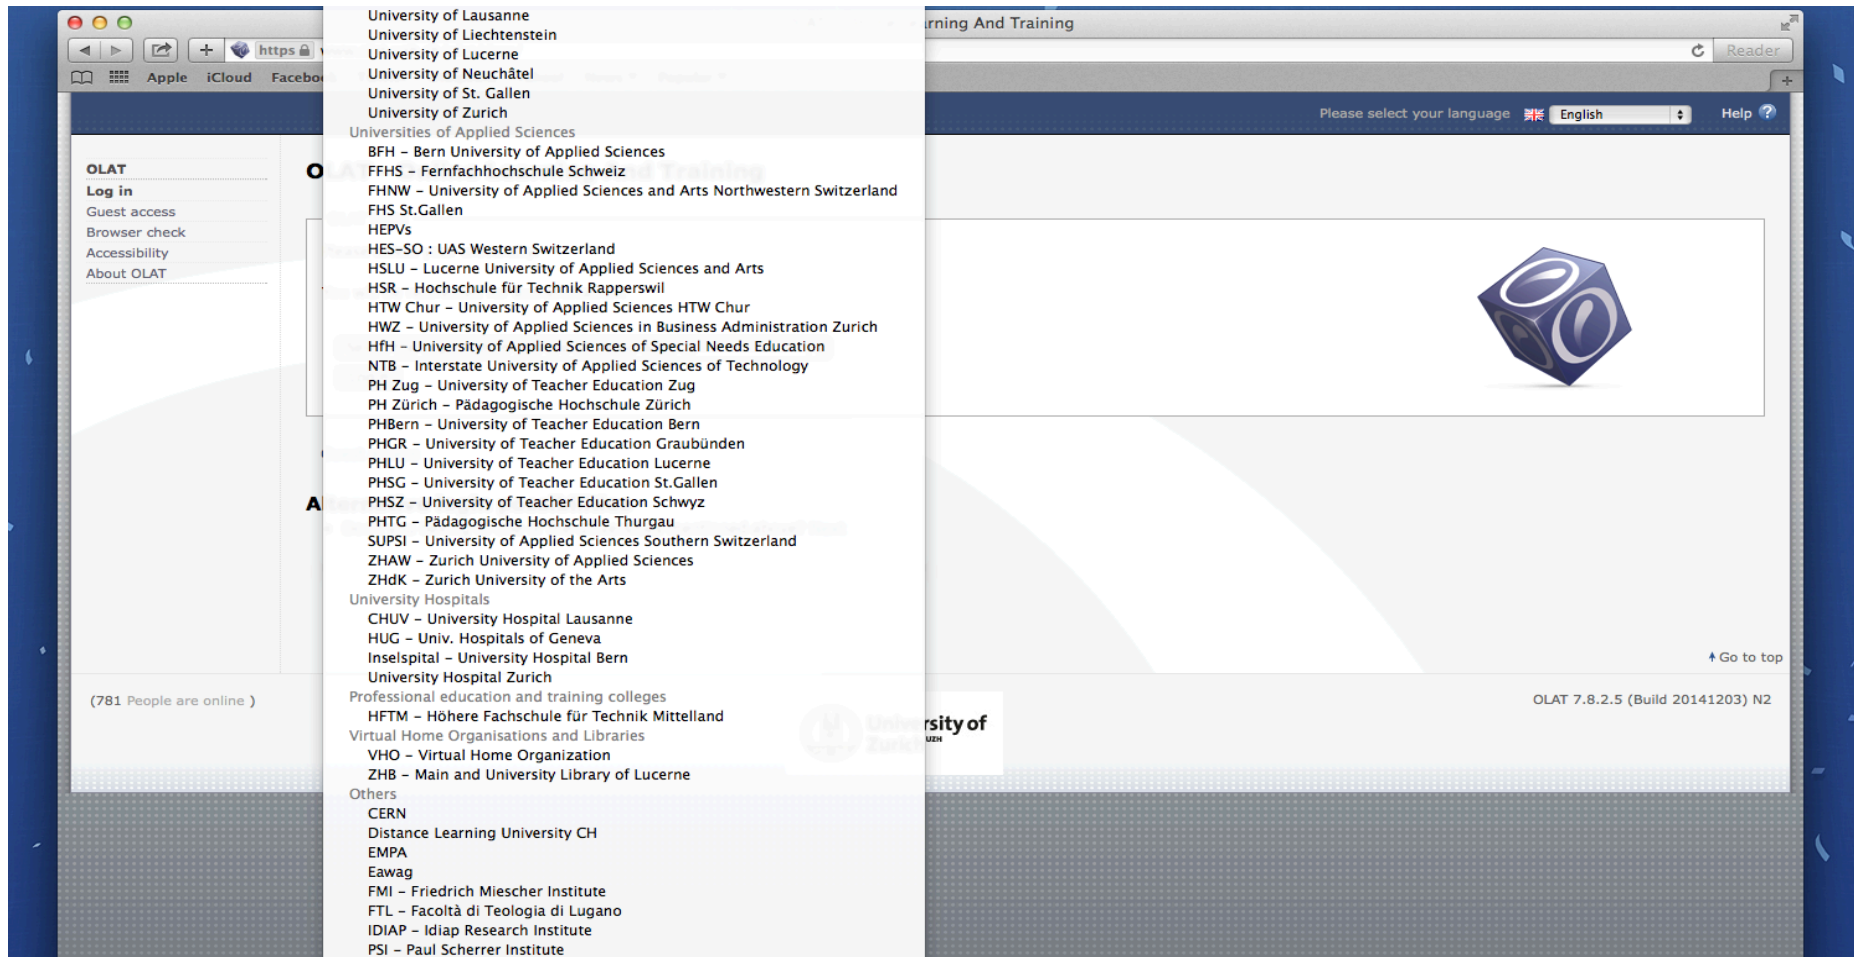 University of Lausanne
University of Liechtenstein
University of Lucerne
University of Neuchâtel
University of St. Gallen
University of Zurich
Universities of Applied Sciences
BFH – Bern University of Applied Sciences
FFHS – Fernfachhochschule Schweiz
FHNW – University of Applied Sciences and Arts Northwestern Switzerland
FHS St.Gallen
HEPVs
HES-SO : UAS Western Switzerland
HSLU – Lucerne University of Applied Sciences and Arts
HSR – Hochschule für Technik Rapperswil
HTW Chur – University of Applied Sciences HTW Chur
HWZ – University of Applied Sciences in Business Administration Zurich
HfH – University of Applied Sciences of Special Needs Education
NTB – Interstate University of Applied Sciences of Technology
PH Zug – University of Teacher Education Zug
PH Zürich – Pädagogische Hochschule Zürich
PHBern – University of Teacher Education Bern
PHGR – University of Teacher Education Graubünden
PHLU – University of Teacher Education Lucerne
PHSG – University of Teacher Education St.Gallen
PHSZ – University of Teacher Education Schwyz
PHTG – Pädagogische Hochschule Thurgau
SUPSI – University of Applied Sciences Southern Switzerland
ZHAW – Zurich University of Applied Sciences
ZHdK – Zurich University of the Arts
University Hospitals
CHUV – University Hospital Lausanne
HUG – Univ. Hospitals of Geneva
Inselspital – University Hospital Bern
University Hospital Zurich
Professional education and training colleges
HFTM – Höhere Fachschule für Technik Mittelland
Virtual Home Organisations and Libraries
VHO – Virtual Home Organization
ZHB – Main and University Library of Lucerne
Others
CERN
Distance Learning University CH
EMPA
Eawag
FMI – Friedrich Miescher Institute
FTL – Facoltà di Teologia di Lugano
IDIAP – Idiap Research Institute
PSI – Paul Scherrer Institute
And Training
https
Reader
Apple iCloud
Please select your language English Help ?
OLAT
Log in
Guest access
Browser check
Accessibility
About OLAT
And Training
Go to top
(781 People are online )
OLAT 7.8.2.5 (Build 20141203) N2
University of
Zurich UZH